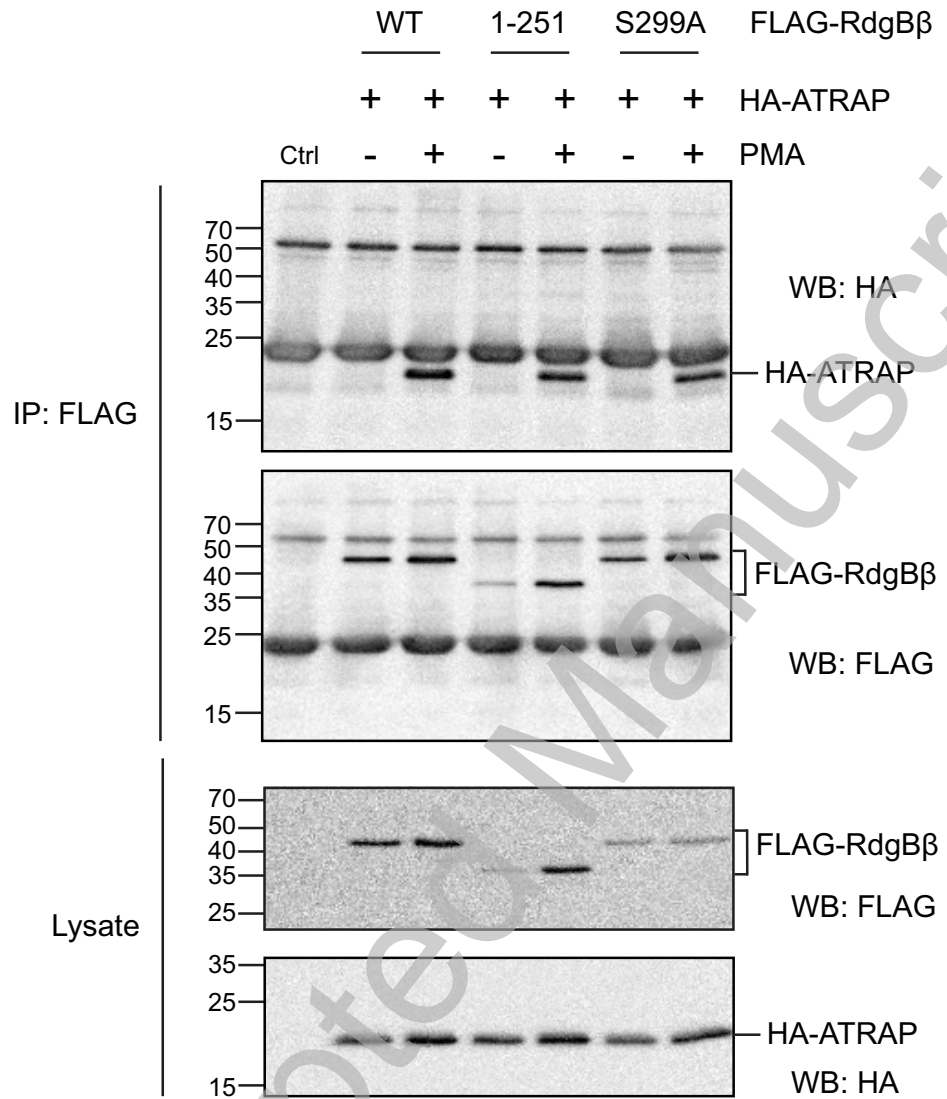 WT 1-251 S299A FLAG-RdgBβ
+ + + + + + HA-ATRAP
Ctrl - + - + - + PMA
IP: FLAG
70
50
40
35
25
15
WB: HA
HA-ATRAP
70
50
40
35
25
15
FLAG-RdgBβ
WB: FLAG
Lysate
70
50
40
35
25
FLAG-RdgBβ
WB: FLAG
35
25
15
HA-ATRAP
WB: HA
pted Manuscri